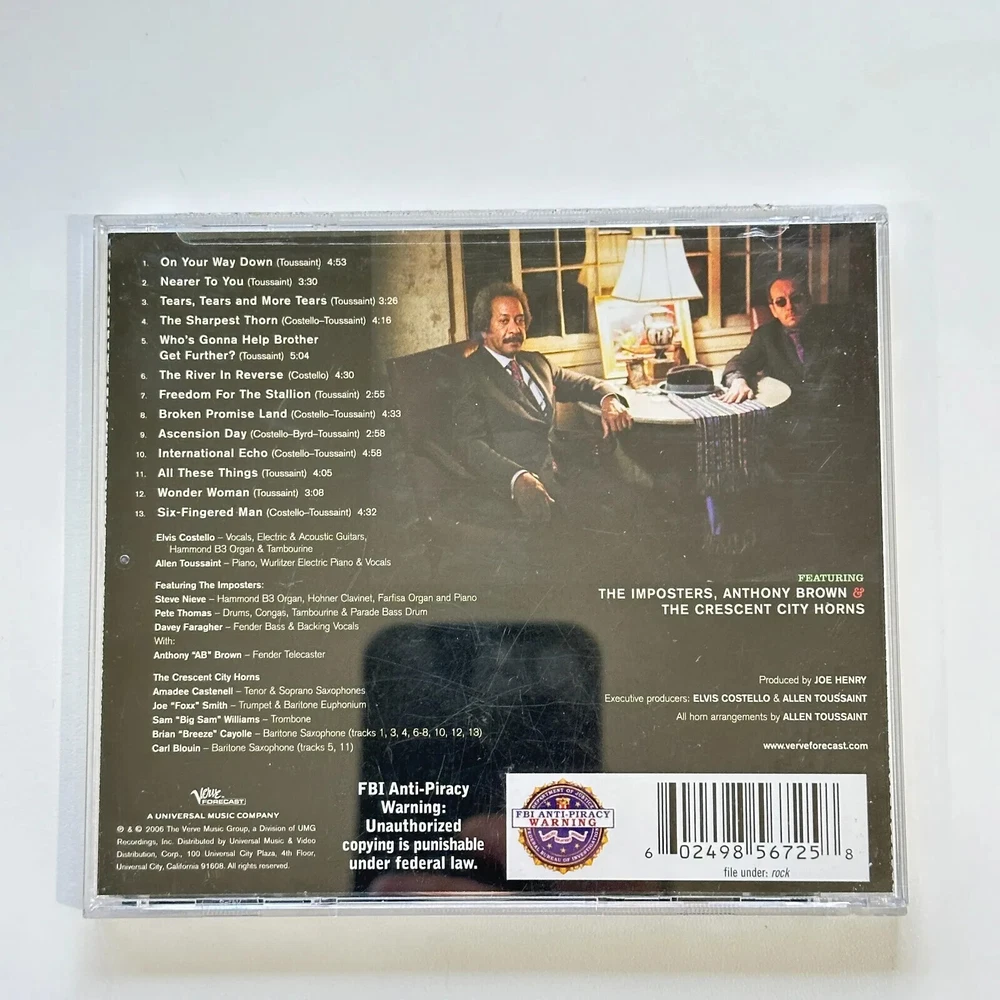 1. On Your Way Down (Toussaint) 4:53
2. Nearer To You (Toussaint) 3:30
3. Tears, Tears and More Tears (Toussaint) 3:26
4. The Sharpest Thorn (Costello–Toussaint) 4:16
5. Who's Gonna Help Brother
Get Further? (Toussaint) 5:04
6. The River In Reverse (Costello) 4:30
7. Freedom For The Stallion (Toussaint) 2:55
8. Broken Promise Land (Costello–Toussaint) 4:33
9. Ascension Day (Costello–Byrd–Toussaint) 2:58
10. International Echo (Costello–Toussaint) 4:58
11. All These Things (Toussaint) 4:05
12. Wonder Woman (Toussaint) 3:08
13. Six-Fingered Man (Costello–Toussaint) 4:32
Elvis Costello – Vocals, Electric & Acoustic Guitars,
Hammond B3 Organ & Tambourine
Allen Toussaint – Piano, Wurlitzer Electric Piano & Vocals
Featuring The Imposters:
Steve Nieve – Hammond B3 Organ, Hohner Clavinet, Farfisa Organ and Piano
Pete Thomas – Drums, Congas, Tambourine & Parade Bass Drum
Davey Faragher – Fender Bass & Backing Vocals
With:
Anthony "AB" Brown – Fender Telecaster
The Crescent City Horns
Amadee Castenell – Tenor & Soprano Saxophones
Joe "Foxx" Smith – Trumpet & Baritone Euphonium
Sam "Big Sam" Williams – Trombone
Brian "Breeze" Cayolle – Baritone Saxophone (tracks 1, 3, 4, 6-8, 10, 12, 13)
Carl Blouin – Baritone Saxophone (tracks 5, 11)
FEATURING
THE IMPOSTERS, ANTHONY BROWN &
THE CRESCENT CITY HORNS
Produced by JOE HENRY
Executive producers: ELVIS COSTELLO & ALLEN TOUSSAINT
All horn arrangements by ALLEN TOUSSAINT
www.verveforecast.com
Verve
FORECAST
A UNIVERSAL MUSIC COMPANY
℗ & © 2006 The Verve Music Group, a Division of UMG
Recordings, Inc. Distributed by Universal Music & Video
Distribution, Corp., 100 Universal City Plaza, 4th Floor,
Universal City, California 91608. All rights reserved.
FBI Anti-Piracy
Warning:
Unauthorized
copying is punishable
under federal law.
DEPARTMENT OF JUSTICE
FBI ANTI-PIRACY
WARNING
FEDERAL BUREAU OF INVESTIGATION
6 02498 56725 8
file under: rock